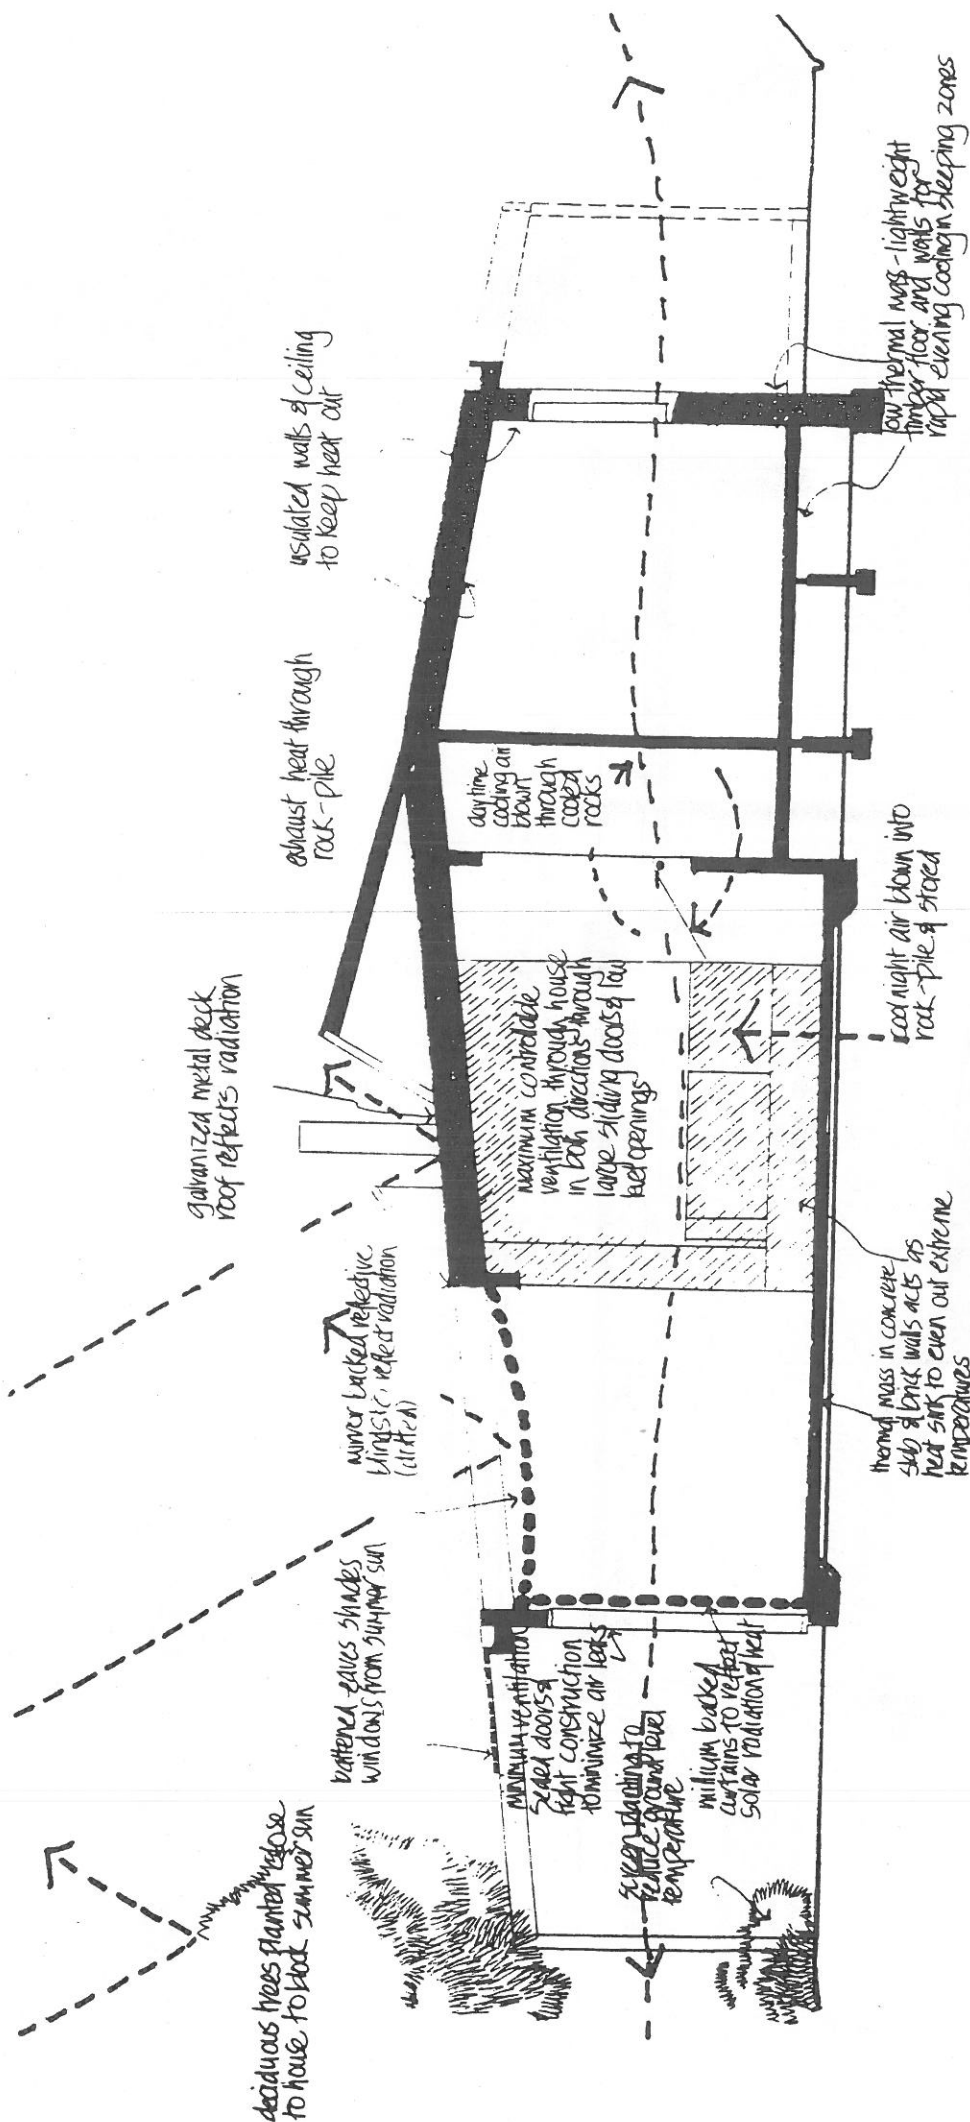 deciduous trees planted close
to house to block summer sun
battened eaves shades
windows from summer sun
mirror backed reflective
blinds to reflect radiation
galvanized metal deck
roof reflects radiation
exhaust heat through
rock-pile
insulated walls & ceiling
to keep heat out
minimum ventilation
sealed doors &
tight construction
to minimize air leaks
screen planting to
reduce ground level
temperature
milium backed
curtains to reflect
solar radiation & heat
maximum controllable
ventilation through house
in both directions through
large sliding doors & low
level openings
daytime
cooling air
blown
through
cooled
rocks
thermal mass in concrete
slab & brick walls acts as
heat sink to even out extreme
temperatures
cool night air blown into
rock-pile & stored
low thermal mass-lightweight
timber floor and walls for
rapid evening cooling in sleeping zones